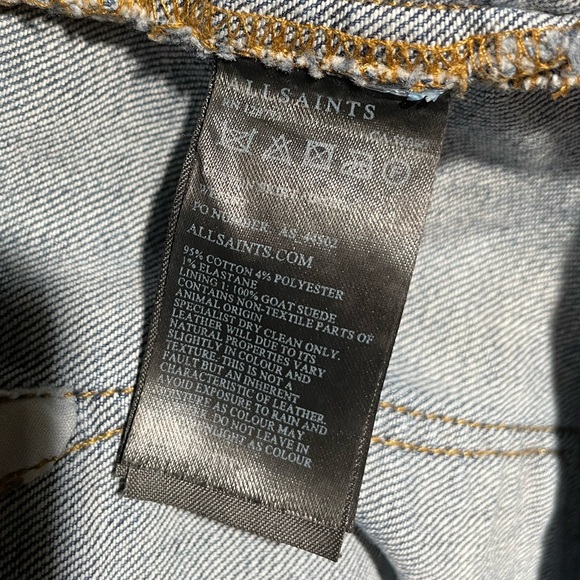 ALLSAINTS
PO NUMBER: AS_44502
ALLSAINTS.COM
95% COTTON 4% POLYESTER
1% ELASTANE
LINING 1: 100% GOAT SUEDE
CONTAINS NON-TEXTILE PARTS OF
ANIMAL ORIGIN
SPECIALIST DRY CLEAN ONLY.
LEATHER WILL DUE TO ITS
NATURAL PROPERTIES VARY
SLIGHTLY IN COLOUR AND
TEXTURE. THIS IS NOT A
FAULT BUT AN INHERENT
CHARACTERISTIC OF LEATHER.
AVOID EXPOSURE TO RAIN AND
WATER AS COLOUR MAY
DO NOT LEAVE IN
LIGHT AS COLOUR